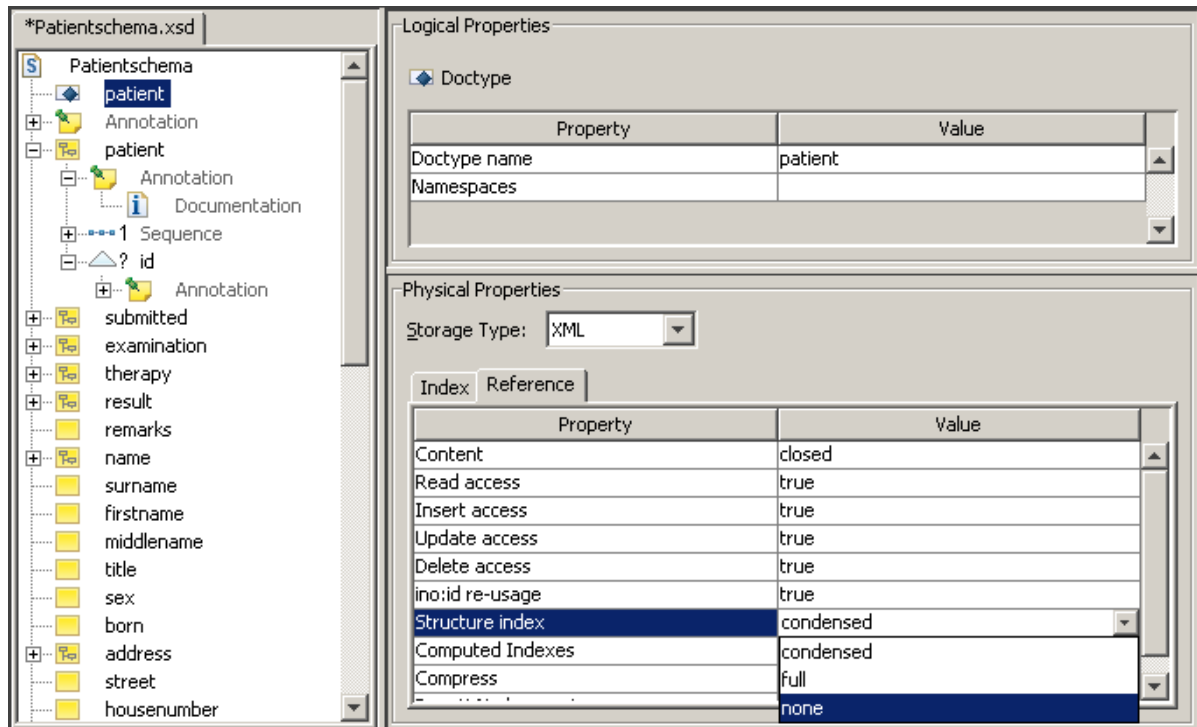 *Patientschema.xsd
Patientschema
patient
Annotation
patient
Annotation
Documentation
1 Sequence
? id
Annotation
submitted
examination
therapy
result
remarks
name
surname
firstname
middlename
title
sex
born
address
street
housenumber
Logical Properties
Doctype
Property Value
Doctype name patient
Namespaces
Physical Properties
Storage Type: XML
Index Reference
Property Value
Content closed
Read access true
Insert access true
Update access true
Delete access true
ino:id re-usage true
Structure index condensed
Computed Indexes condensed
Compress full
none